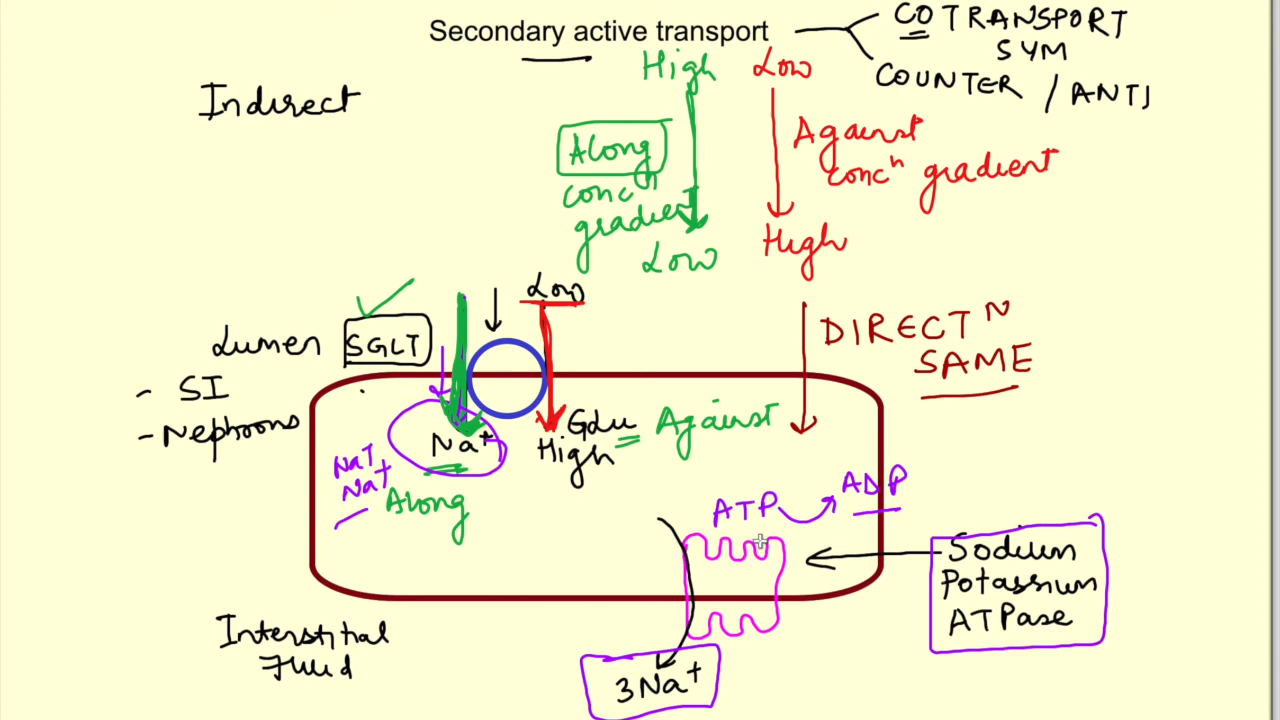 Secondary active transport
COTRANSPORT
SYM
COUNTER / ANTI
Indirect
High
Low
Along
concⁿ
gradient
Low
Against
concⁿ gradient
High
DIRECTᴺ
SAME
Lumen
SGLT
Low
- SI
- Nephrons
Na⁺
Glu
High
= Against
Na⁺
Na⁺
Along
ATP
ADP
Sodium
Potassium
ATPase
Interstitial
Fluid
3Na⁺